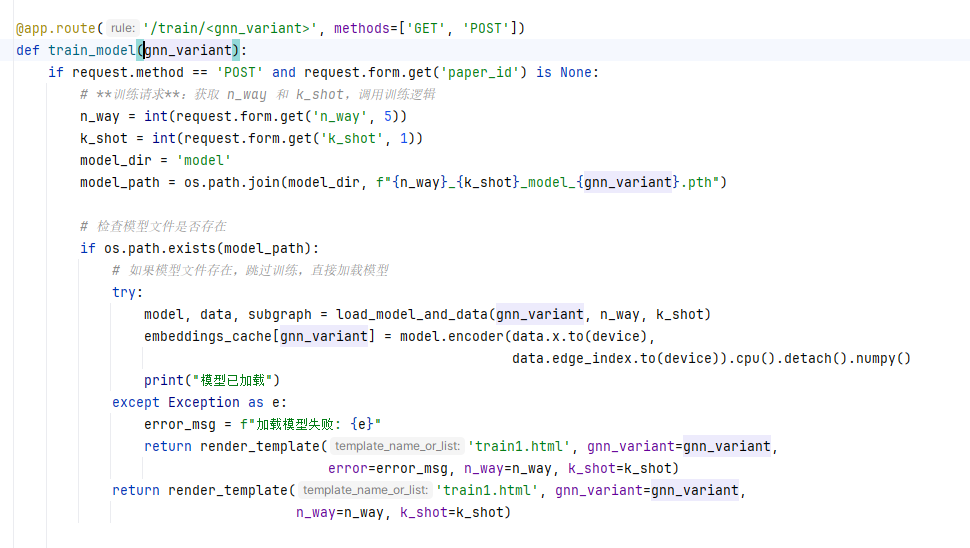 @app.route( rule: '/train/<gnn_variant>', methods=['GET', 'POST'])
def train_model(gnn_variant):
    if request.method == 'POST' and request.form.get('paper_id') is None:
        # **训练请求**：获取 n_way 和 k_shot，调用训练逻辑
        n_way = int(request.form.get('n_way', 5))
        k_shot = int(request.form.get('k_shot', 1))
        model_dir = 'model'
        model_path = os.path.join(model_dir, f"{n_way}_{k_shot}_model_{gnn_variant}.pth")
        # 检查模型文件是否存在
        if os.path.exists(model_path):
            # 如果模型文件存在，跳过训练，直接加载模型
            try:
                model, data, subgraph = load_model_and_data(gnn_variant, n_way, k_shot)
                embeddings_cache[gnn_variant] = model.encoder(data.x.to(device),
                                                              data.edge_index.to(device)).cpu().detach().numpy()
                print("模型已加载")
            except Exception as e:
                error_msg = f"加载模型失败: {e}"
                return render_template( template_name_or_list: 'train1.html', gnn_variant=gnn_variant,
                                       error=error_msg, n_way=n_way, k_shot=k_shot)
            return render_template( template_name_or_list: 'train1.html', gnn_variant=gnn_variant,
                                   n_way=n_way, k_shot=k_shot)